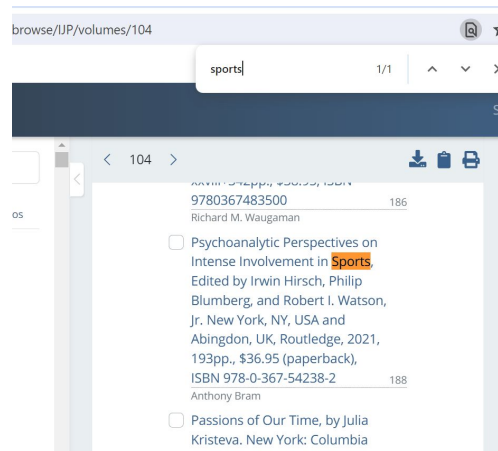 browse/IJP/volumes/104
sports
1/1
104
os
9780367483500 186
Richard M. Waugaman
Psychoanalytic Perspectives on
Intense Involvement in Sports,
Edited by Irwin Hirsch, Philip
Blumberg, and Robert I. Watson,
Jr. New York, NY, USA and
Abingdon, UK, Routledge, 2021,
193pp., $36.95 (paperback),
ISBN 978-0-367-54238-2 188
Anthony Bram
Passions of Our Time, by Julia
Kristeva. New York: Columbia